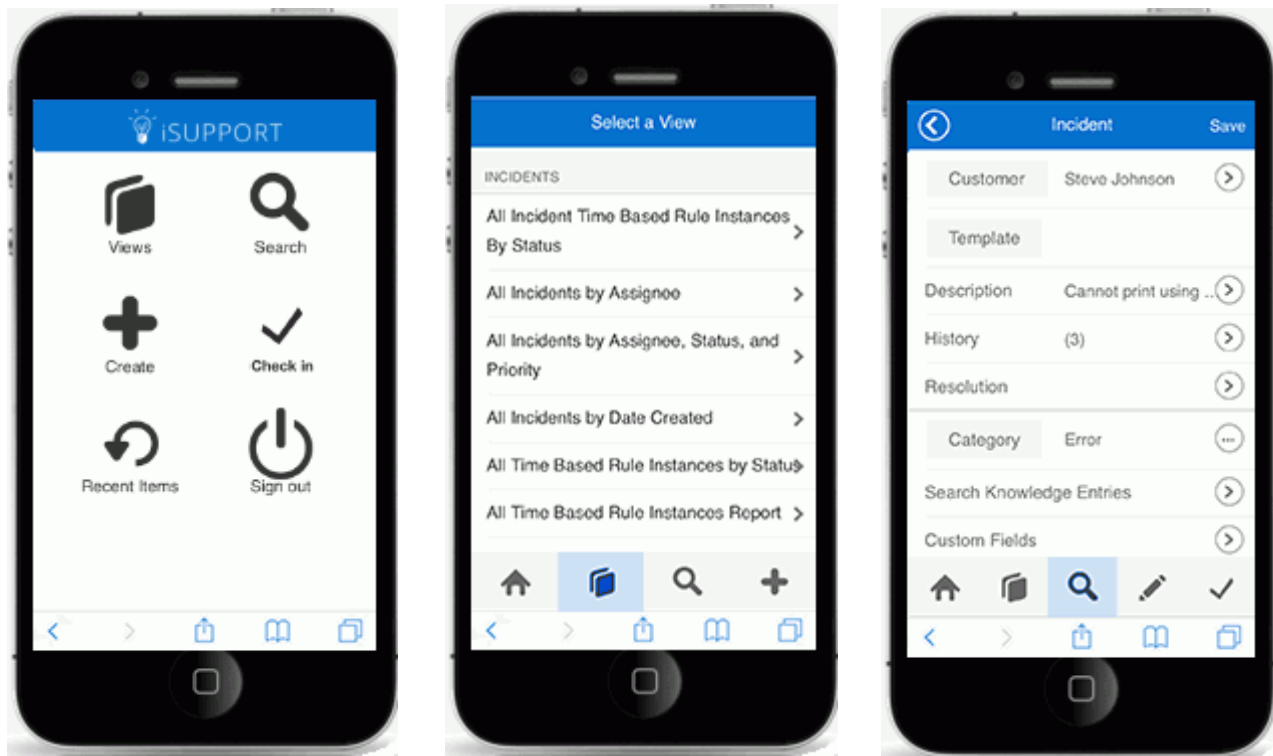 iSUPPORT
Views
Search
Create
Check in
Recent Items
Sign out
Select a View
INCIDENTS
All Incident Time Based Rule Instances
By Status
All Incidents by Assignee
All Incidents by Assignee, Status, and
Priority
All Incidents by Date Created
All Time Based Rule Instances by Status
All Time Based Rule Instances Report
Incident
Save
Customer
Steve Johnson
Template
Description
Cannot print using ...
History
(3)
Resolution
Category
Error
Search Knowledge Entries
Custom Fields